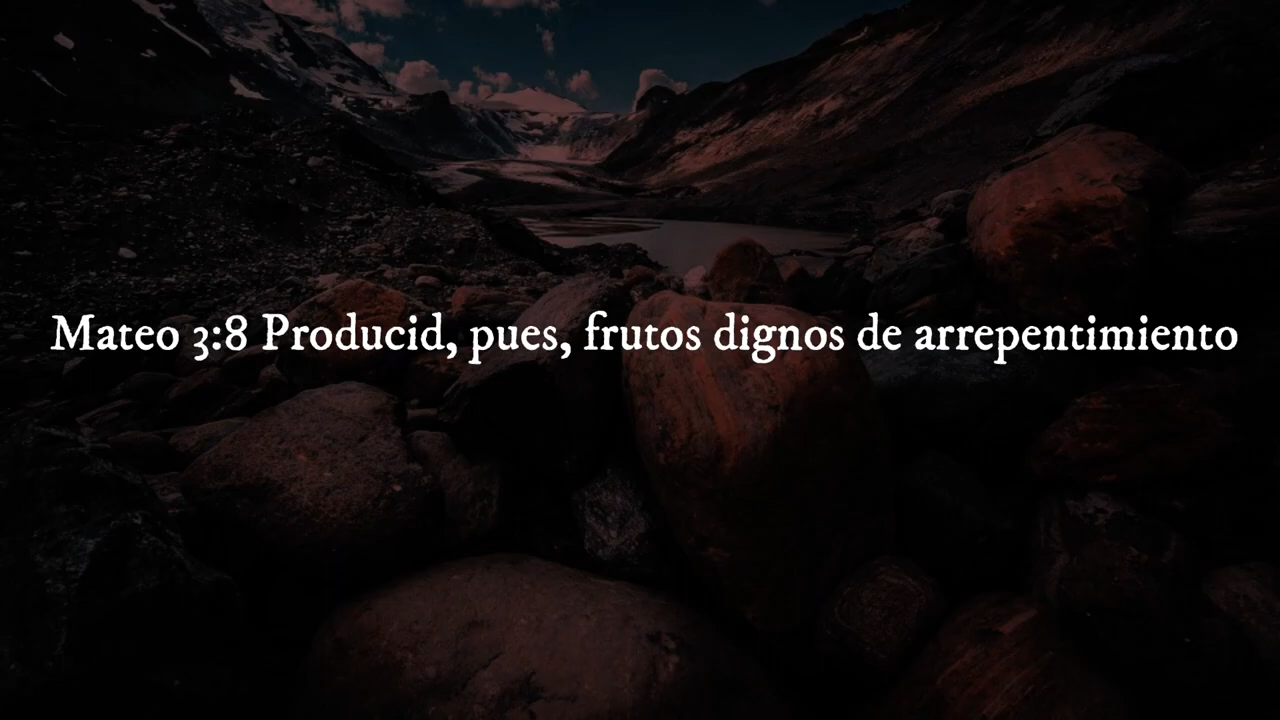 Mateo 3:8 Producid, pues, frutos dignos de arrepentimiento